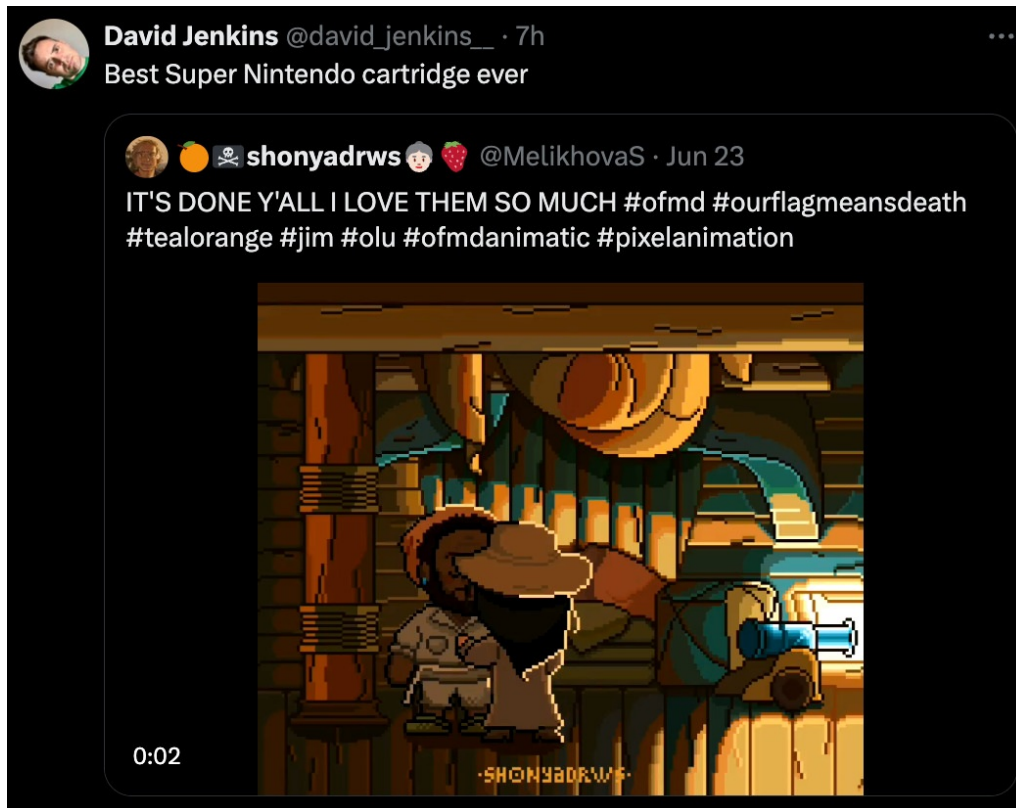 David Jenkins @david_jenkins__ · 7h
Best Super Nintendo cartridge ever
🍊🏴‍☠️shonyadrws👵🏻🍓 @MelikhovaS · Jun 23
IT'S DONE Y'ALL I LOVE THEM SO MUCH #ofmd #ourflagmeansdeath
#tealorange #jim #olu #ofmdanimatic #pixelanimation
0:02
·SHONYADRWS·